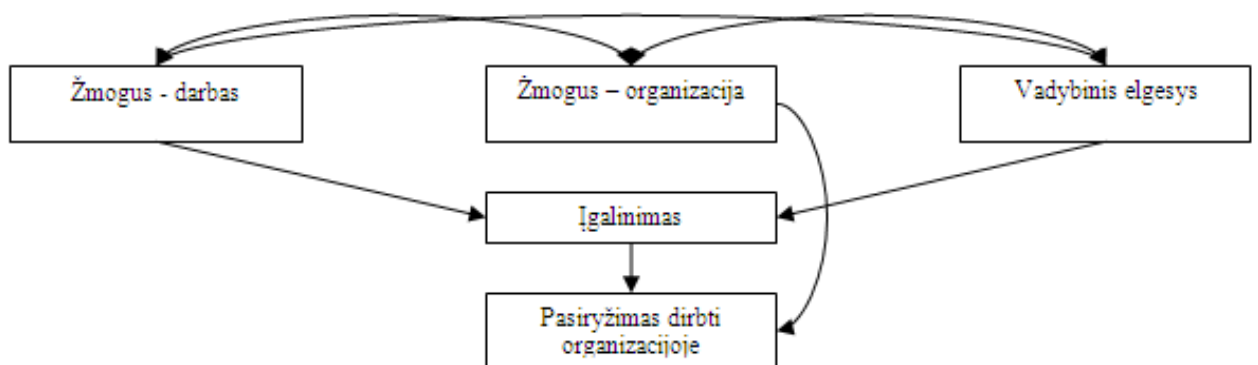 Žmogus - darbas
Žmogus – organizacija
Vadybinis elgesys
Įgalinimas
Pasiryžimas dirbti
organizacijoje